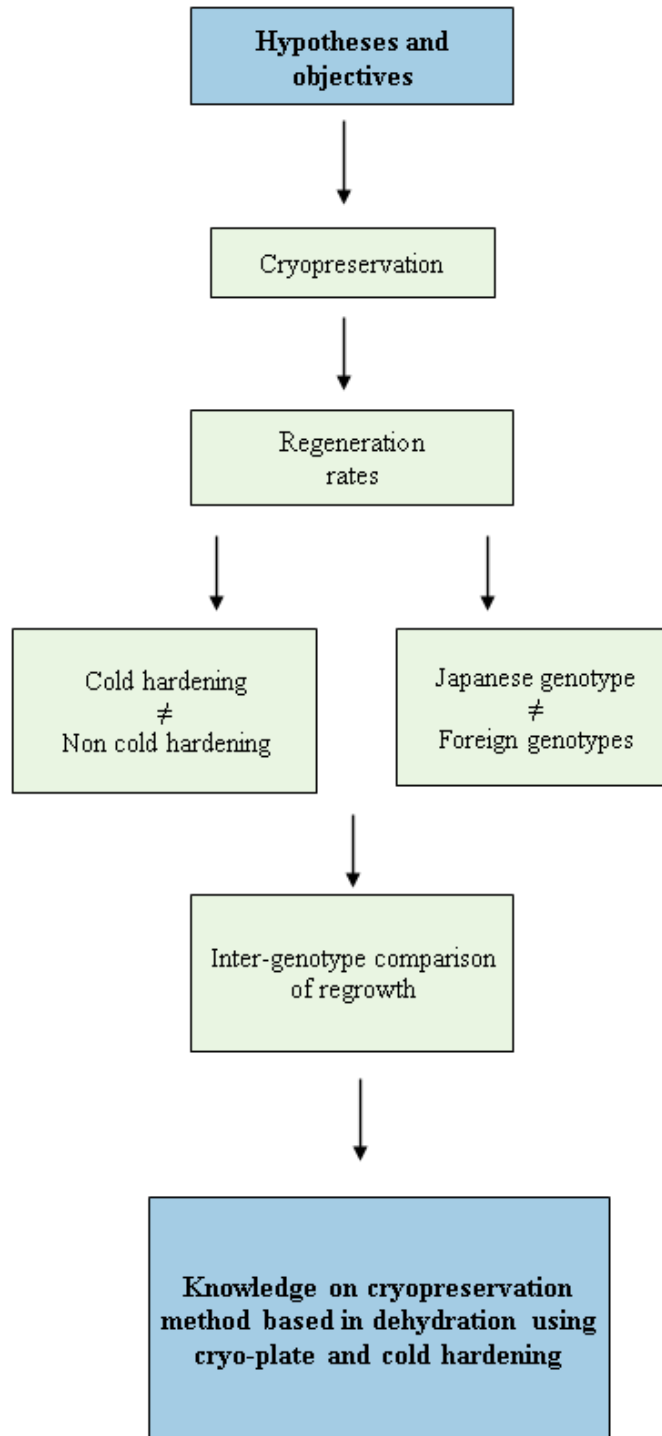 Hypotheses and
objectives
Cryopreservation
Regeneration
rates
Cold hardening
≠
Non cold hardening
Japanese genotype
≠
Foreign genotypes
Inter-genotype comparison
of regrowth
Knowledge on cryopreservation
method based in dehydration using
cryo-plate and cold hardening